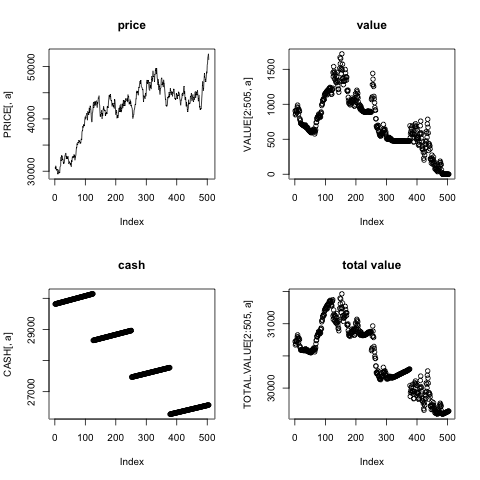 price
PRICE[, a]
30000 40000 50000
0 100 200 300 400 500
Index
value
VALUE[2:505, a]
0 500 1000 1500
0 100 200 300 400 500
Index
cash
CASH[, a]
27000 29000
0 100 200 300 400 500
Index
total value
TOTAL.VALUE[2:505, a]
30000 31000
0 100 200 300 400 500
Index